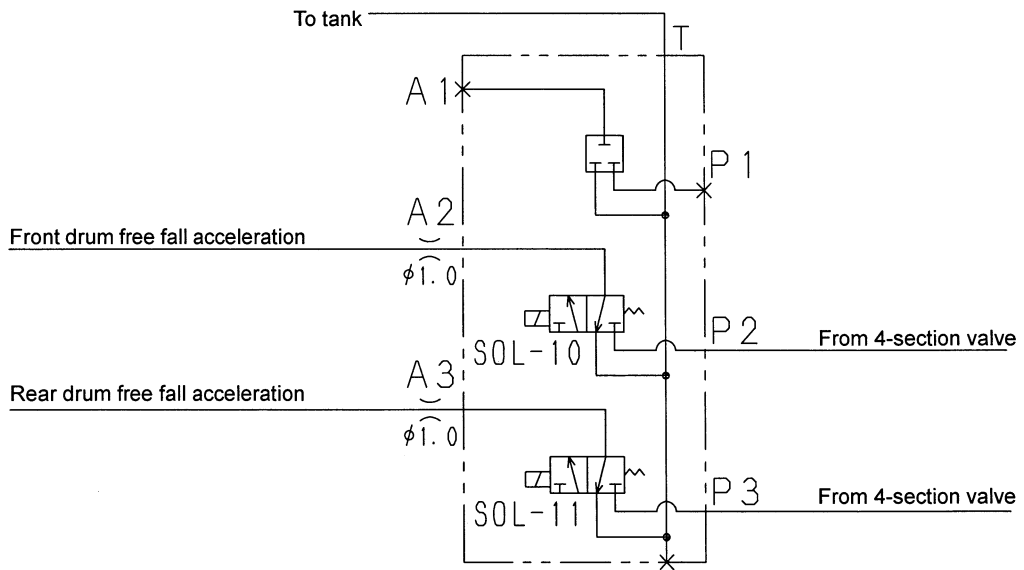 To tank
T
A1
P1
A2
Front drum free fall acceleration
φ1.0
P2
From 4-section valve
SOL-10
A3
Rear drum free fall acceleration
φ1.0
P3
From 4-section valve
SOL-11